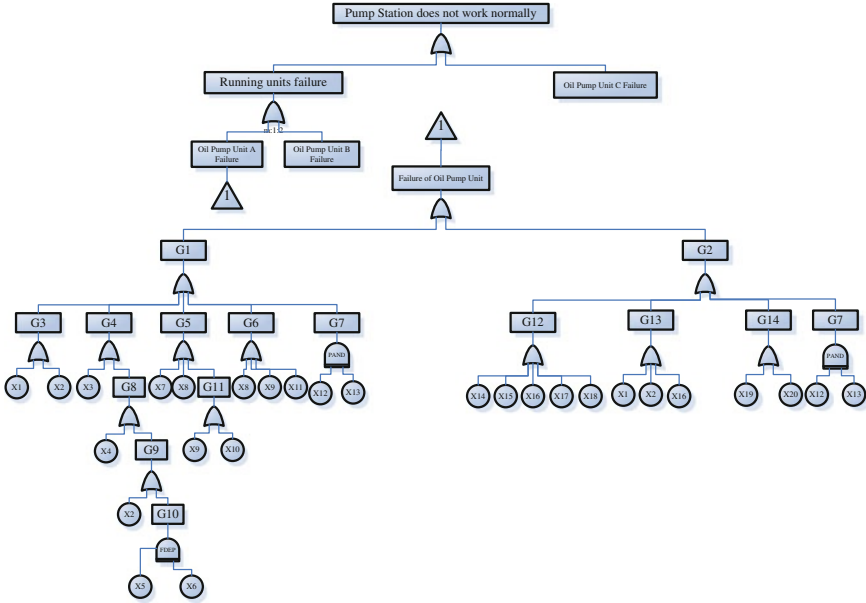 Pump Station does not work normally
Running units failure
Oil Pump Unit C Failure
1
Oil Pump Unit A
Failure
Oil Pump Unit B
Failure
Failure of Oil Pump Unit
1
G1
G2
G3
G4
G5
G6
G7
G12
G13
G14
G7
PAND
PAND
X1
X2
X3
G8
X7
X8
G11
X8
X9
X11
X12
X13
X14
X15
X16
X17
X18
X1
X2
X16
X19
X20
X12
X13
X4
G9
X9
X10
X2
G10
FDEP
X5
X6